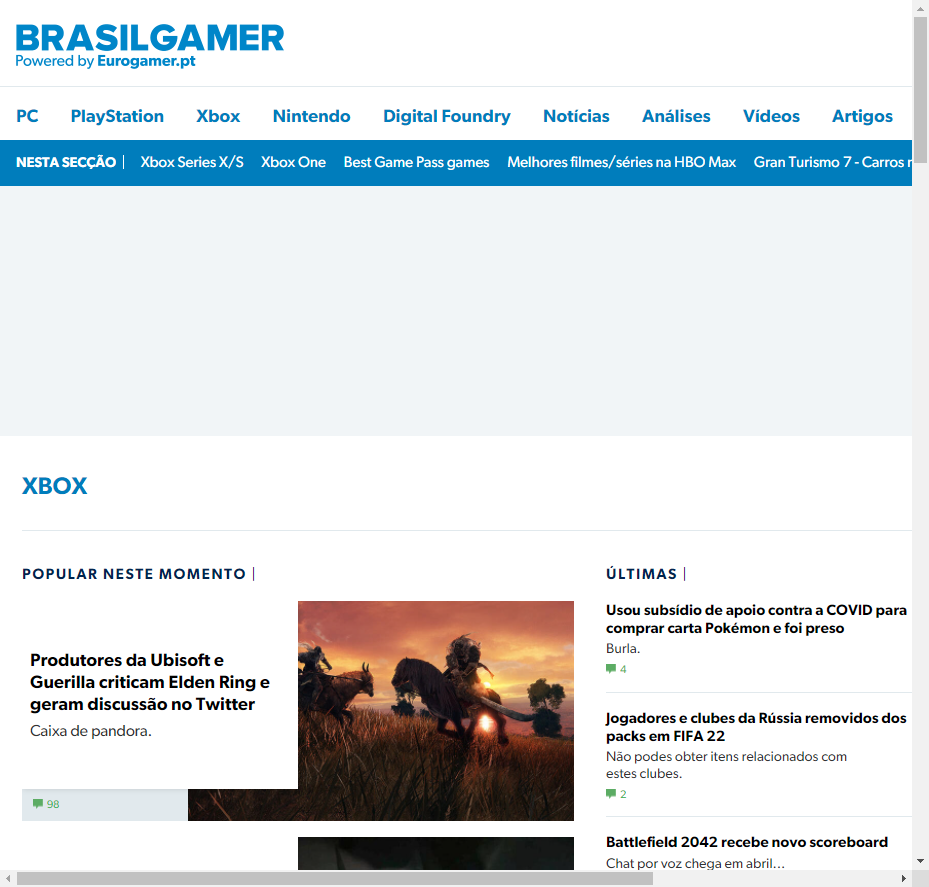 BRASILGAMER
Powered by Eurogamer.pt
PC PlayStation Xbox Nintendo Digital Foundry Notícias Análises Vídeos Artigos
NESTA SECÇÃO | Xbox Series X/S Xbox One Best Game Pass games Melhores filmes/séries na HBO Max Gran Turismo 7 - Carros
XBOX
POPULAR NESTE MOMENTO |
Produtores da Ubisoft e
Guerilla criticam Elden Ring e
geram discussão no Twitter
Caixa de pandora.
98
ÚLTIMAS |
Usou subsídio de apoio contra a COVID para
comprar carta Pokémon e foi preso
Burla.
4
Jogadores e clubes da Rússia removidos dos
packs em FIFA 22
Não podes obter itens relacionados com
estes clubes.
2
Battlefield 2042 recebe novo scoreboard
Chat por voz chega em abril...